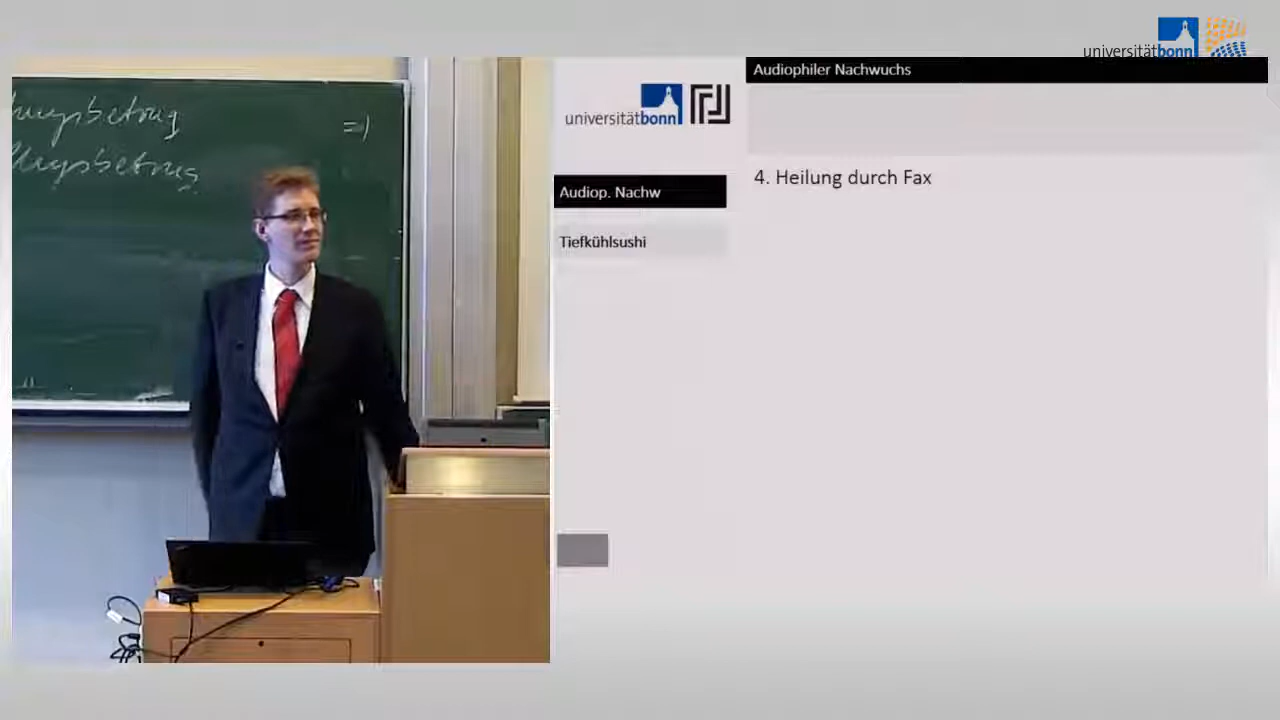 universitätbonn
Audiophiler Nachwuchs
universitätbonn
4. Heilung durch Fax
Audiop. Nachw
Tiefkühlsushi